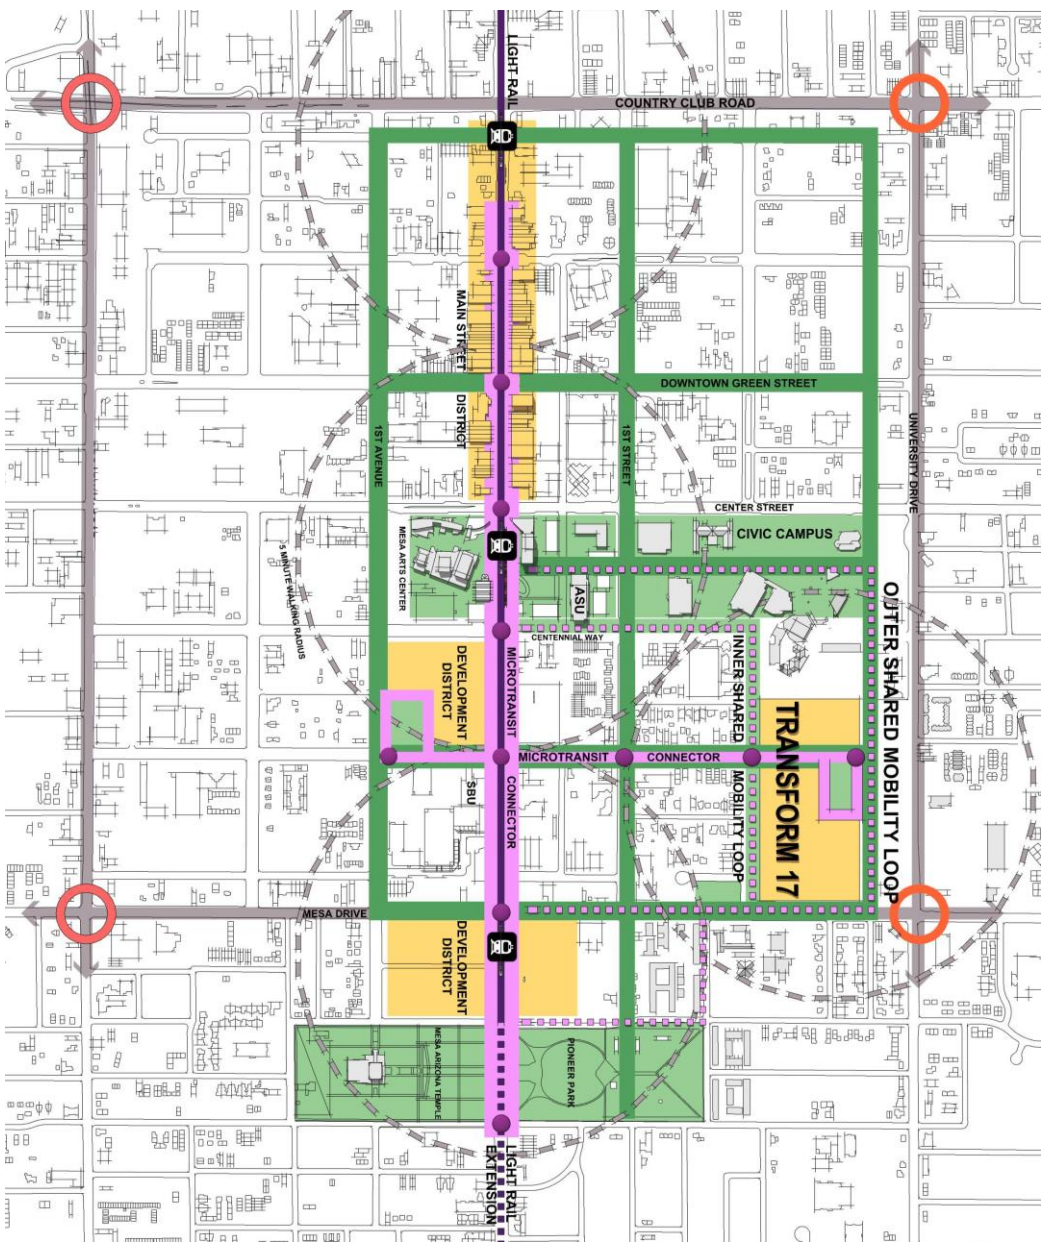 LIGHT RAIL
COUNTRY CLUB ROAD
MAIN STREET
DISTRICT
DOWNTOWN GREEN STREET
1ST AVENUE
1ST STREET
UNIVERSITY DRIVE
CENTER STREET
CIVIC CAMPUS
MESA ARTS CENTER
5 MINUTE WALKING RADIUS
ASU
CENTENNIAL WAY
OUTER SHARED MOBILITY LOOP
INNER SHARED
MOBILITY LOOP
DEVELOPMENT
DISTRICT
MICROTRANSIT
CONNECTOR
TRANSFORM 17
MICROTRANSIT CONNECTOR
SBU
MESA DRIVE
DEVELOPMENT
DISTRICT
MESA ARIZONA TEMPLE
PIONEER PARK
LIGHT RAIL
EXTENSION